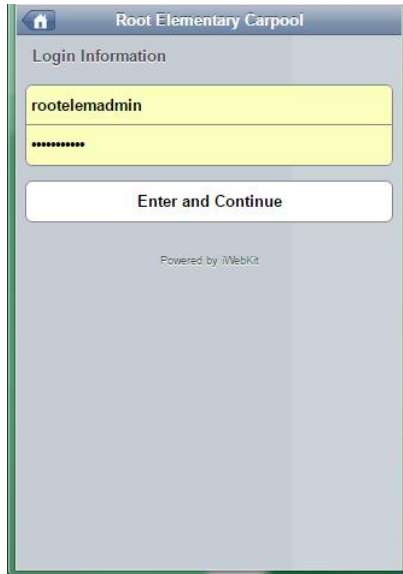 Root Elementary Carpool
Login Information
rootelemadmin
•••••••••••
Enter and Continue
Powered by iWebKit